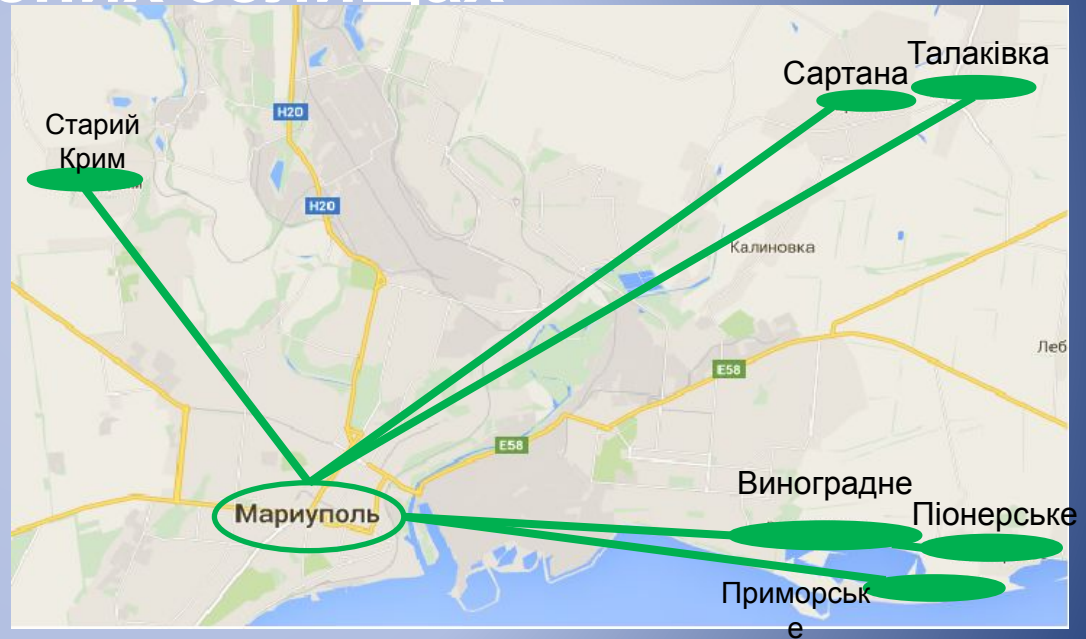 Талаківка
Сартана
H20
Старий
Крим
H20
Калиновка
Леб
E58
E58
Виноградне
Мариуполь
Піонерське
Приморськ
е